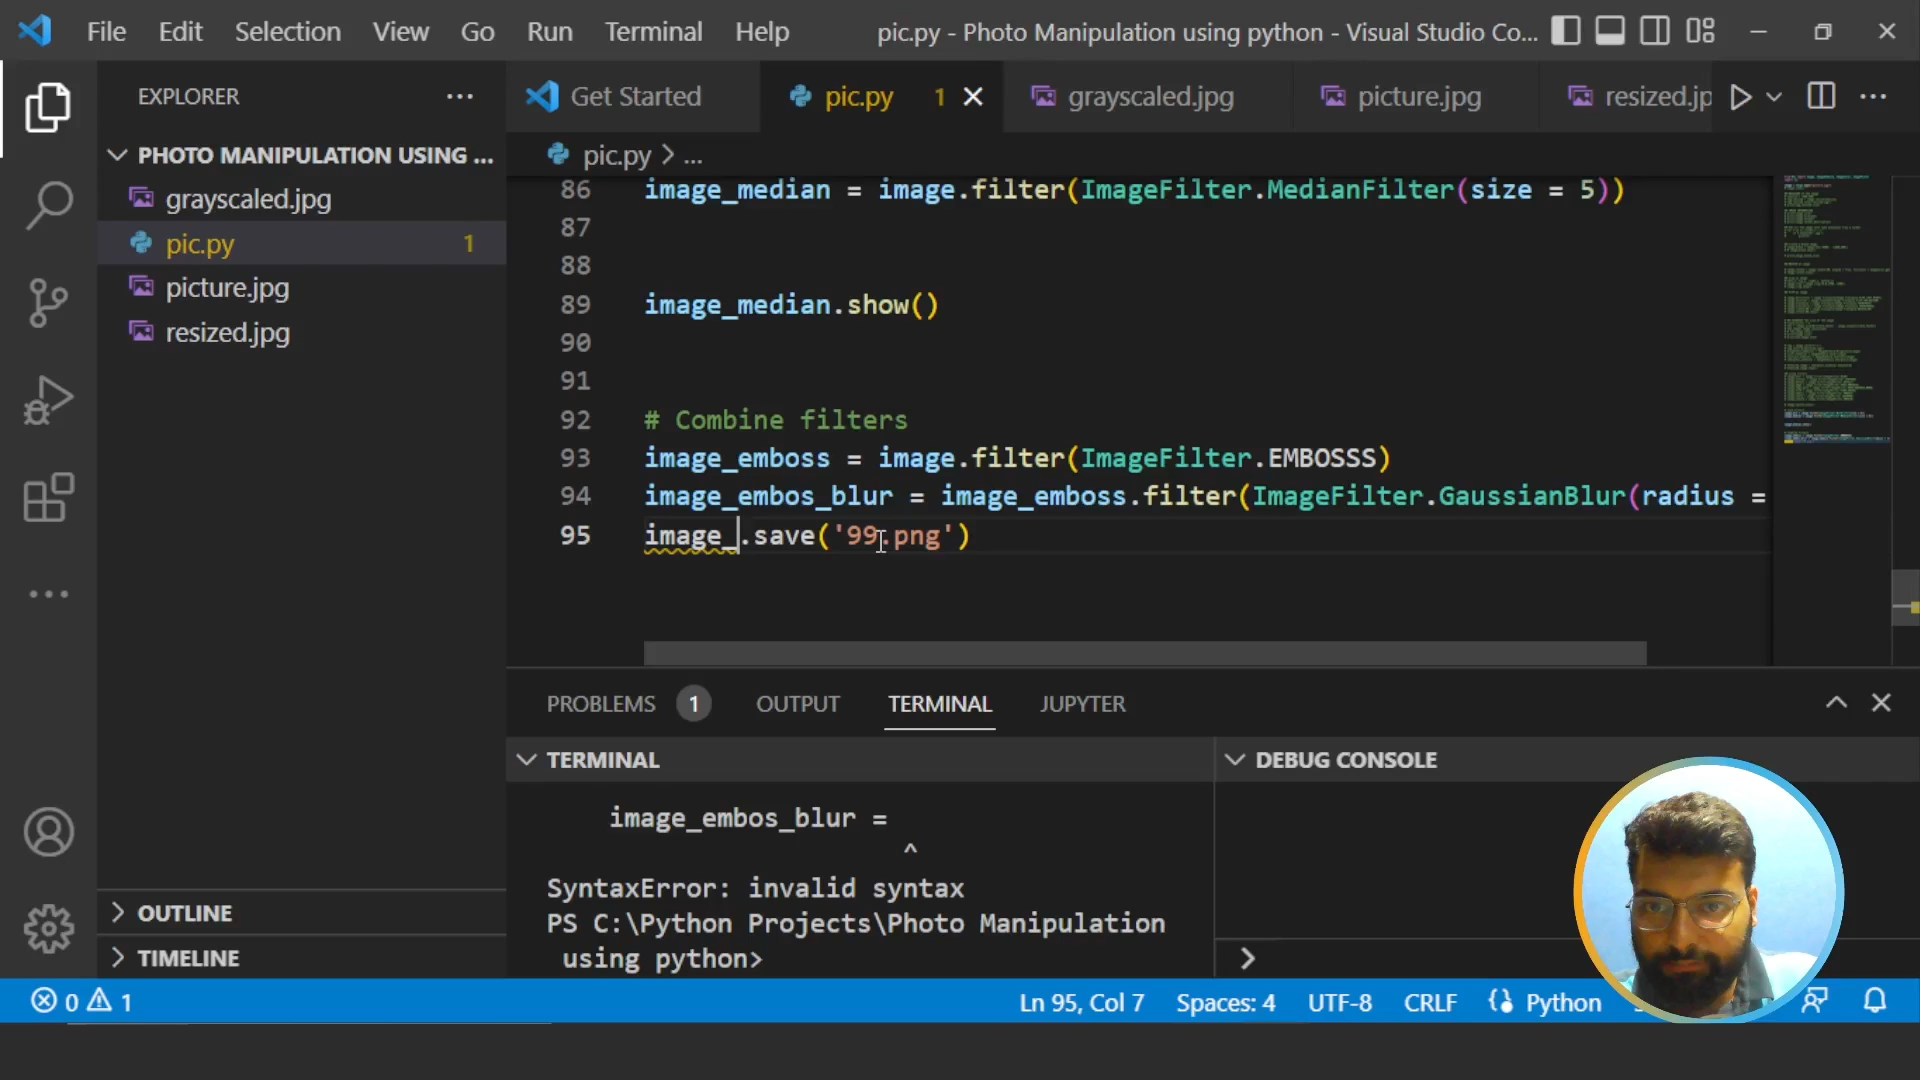 File Edit Selection View Go Run Terminal Help pic.py - Photo Manipulation using python - Visual Studio Co...
EXPLORER ...
PHOTO MANIPULATION USING ...
grayscaled.jpg
pic.py 1
picture.jpg
resized.jpg
OUTLINE
TIMELINE
Get Started pic.py 1 grayscaled.jpg picture.jpg resized.jp
pic.py > ...
86 image_median = image.filter(ImageFilter.MedianFilter(size = 5))
87
88
89 image_median.show()
90
91
92 # Combine filters
93 image_emboss = image.filter(ImageFilter.EMBOSSS)
94 image_embos_blur = image_emboss.filter(ImageFilter.GaussianBlur(radius =
95 image_.save('99.png')
PROBLEMS 1 OUTPUT TERMINAL JUPYTER
TERMINAL
image_embos_blur =
^
SyntaxError: invalid syntax
PS C:\Python Projects\Photo Manipulation
using python>
DEBUG CONSOLE
>
0 1 Ln 95, Col 7 Spaces: 4 UTF-8 CRLF Python